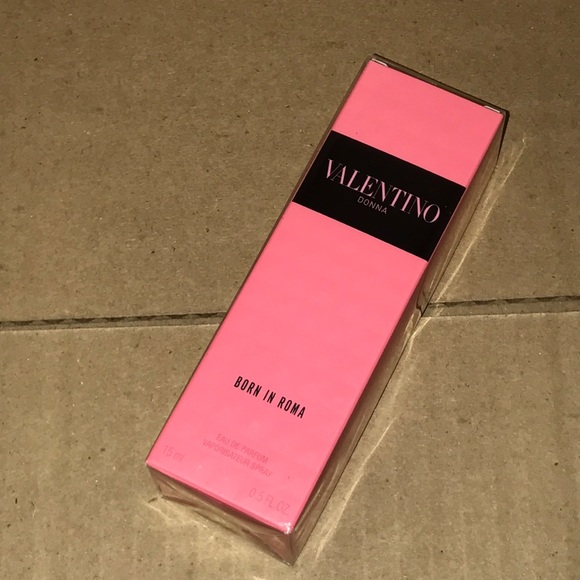 VALENTINO
DONNA
BORN IN ROMA
EAU DE PARFUM
VAPORISATEUR SPRAY
15 ml 0.5 FL.OZ